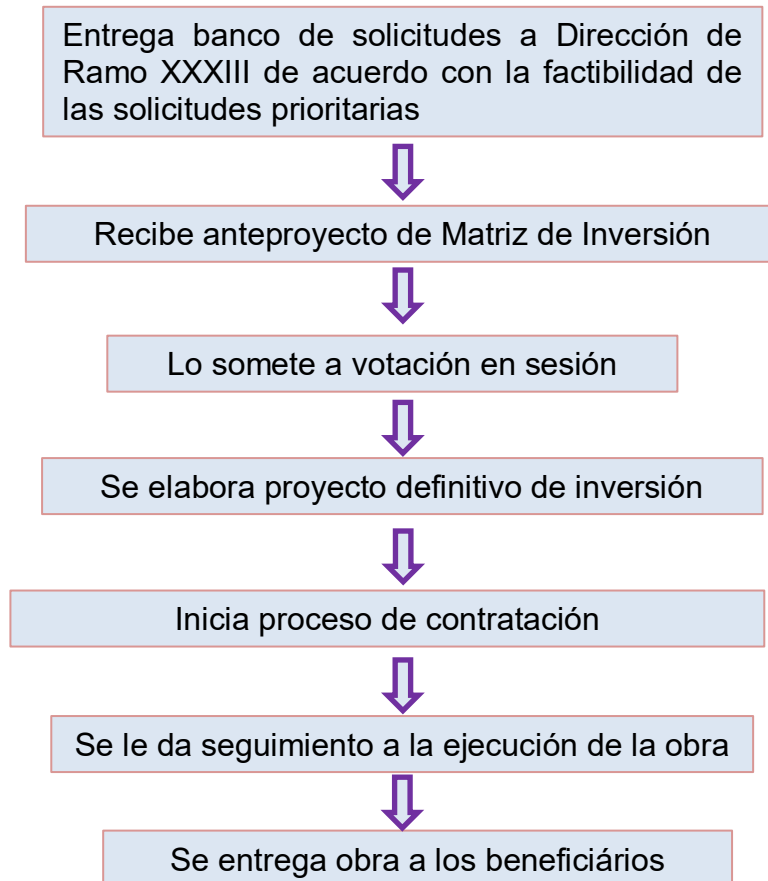 Entrega banco de solicitudes a Dirección de
Ramo XXXIII de acuerdo con la factibilidad de
las solicitudes prioritarias
Recibe anteproyecto de Matriz de Inversión
Lo somete a votación en sesión
Se elabora proyecto definitivo de inversión
Inicia proceso de contratación
Se le da seguimiento a la ejecución de la obra
Se entrega obra a los beneficiários